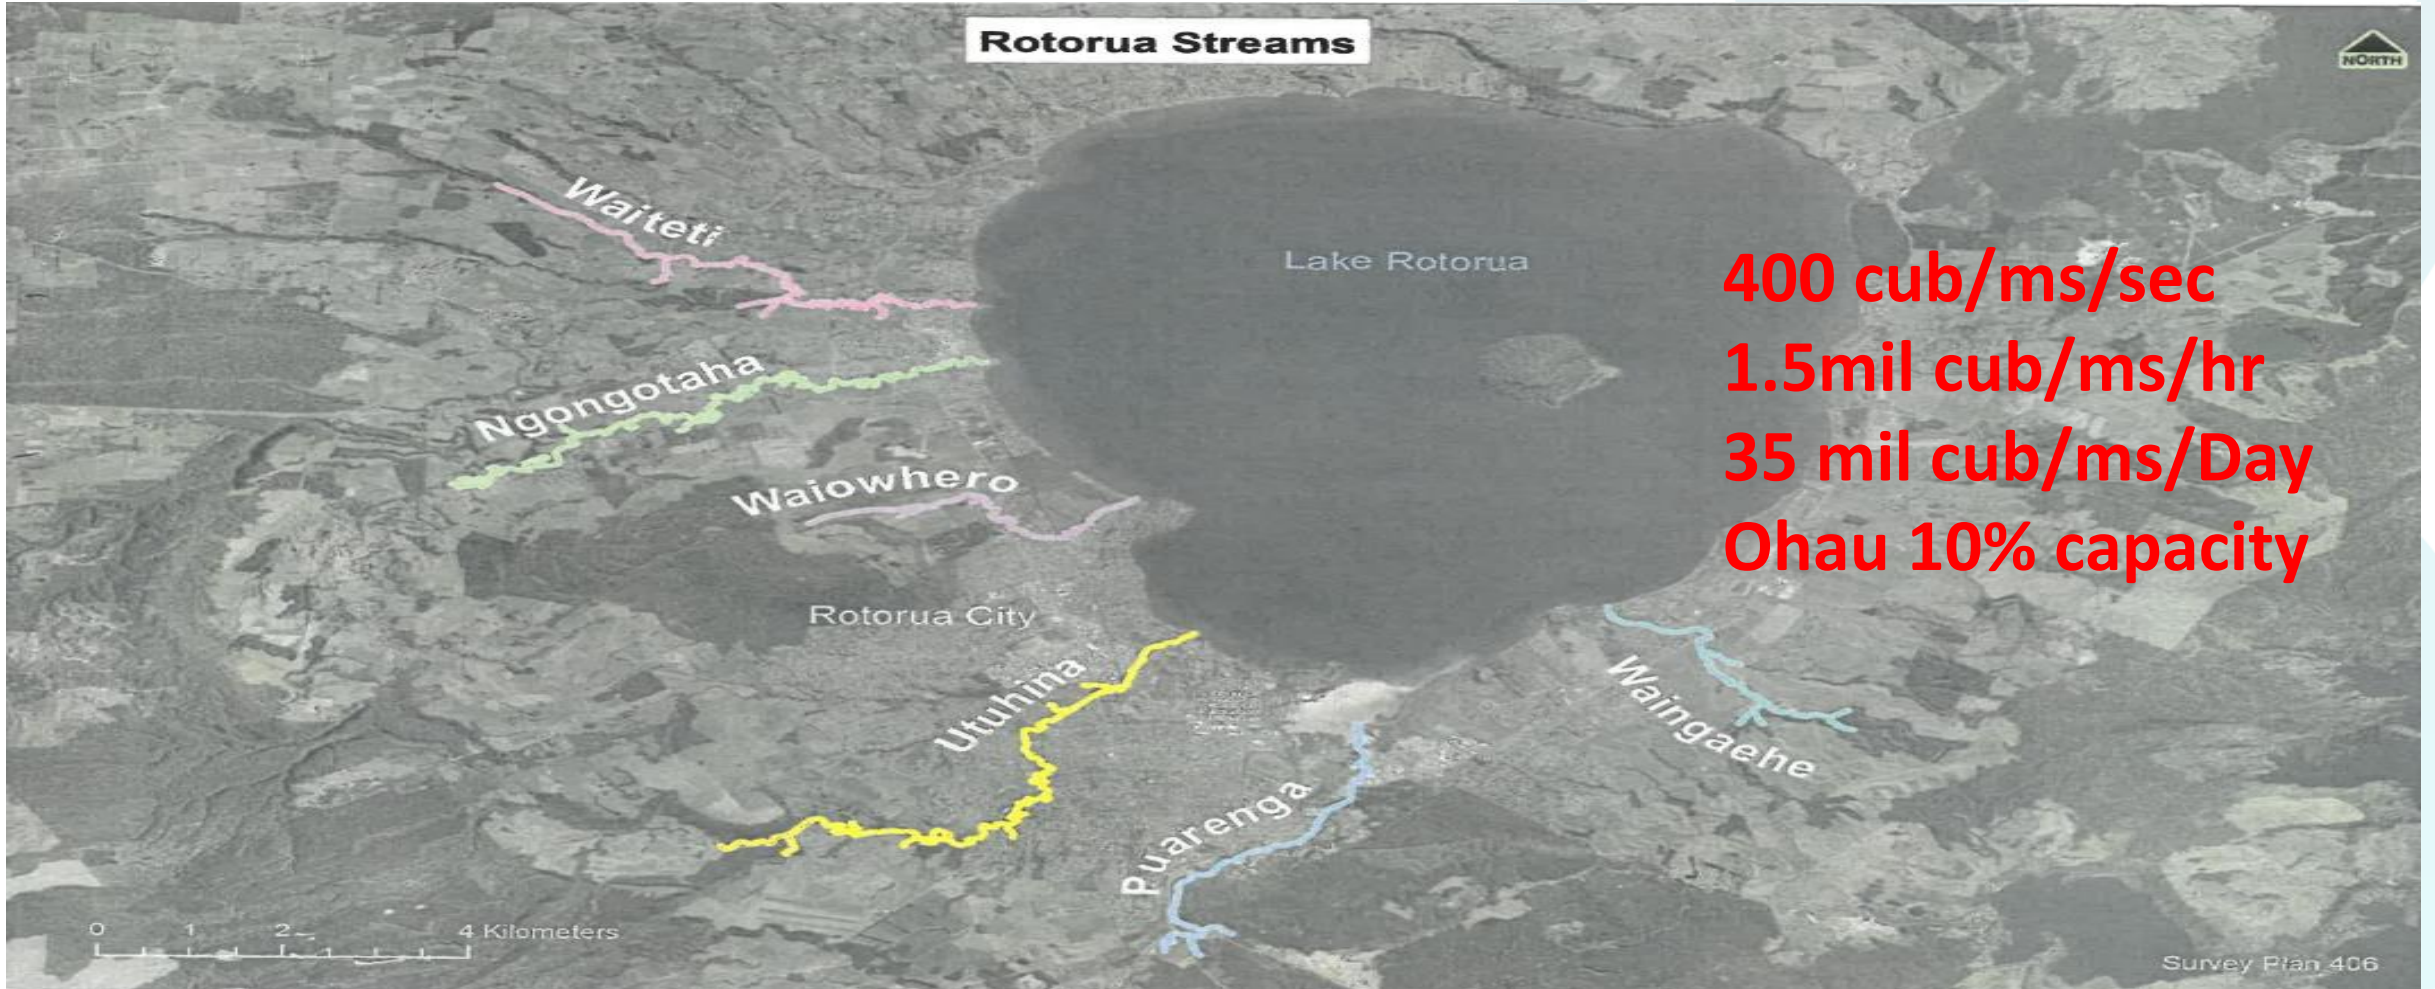 Rotorua Streams
NORTH
Waiteti
Lake Rotorua
400 cub/ms/sec
1.5mil cub/ms/hr
35 mil cub/ms/Day
Ohau 10% capacity
Ngongotaha
Waiowhero
Rotorua City
Utuhina
Waingaehe
Puarenga
0 1 2 4 Kilometers
Survey Plan 406